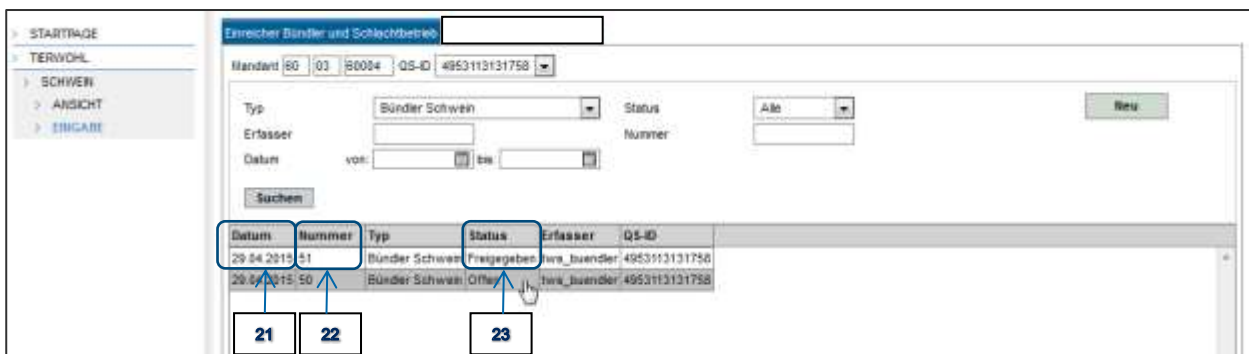 STARTPAGE
TIERWOHL
SCHWEIN
ANSICHT
EINGABE
Einreicher Bündler und Schlachtbetrieb
Mandant 60 03 60004 QS-ID 4953113131758
Typ Bündler Schwein Status Alle Neu
Erfasser Nummer
Datum von: bis
Suchen
Datum Nummer Typ Status Erfasser QS-ID
29.04.2015 51 Bündler Schwein Freigegeben tws_buendler 4953113131758
29.04.2015 50 Bündler Schwein Offen tws_buendler 4953113131758
21 22 23